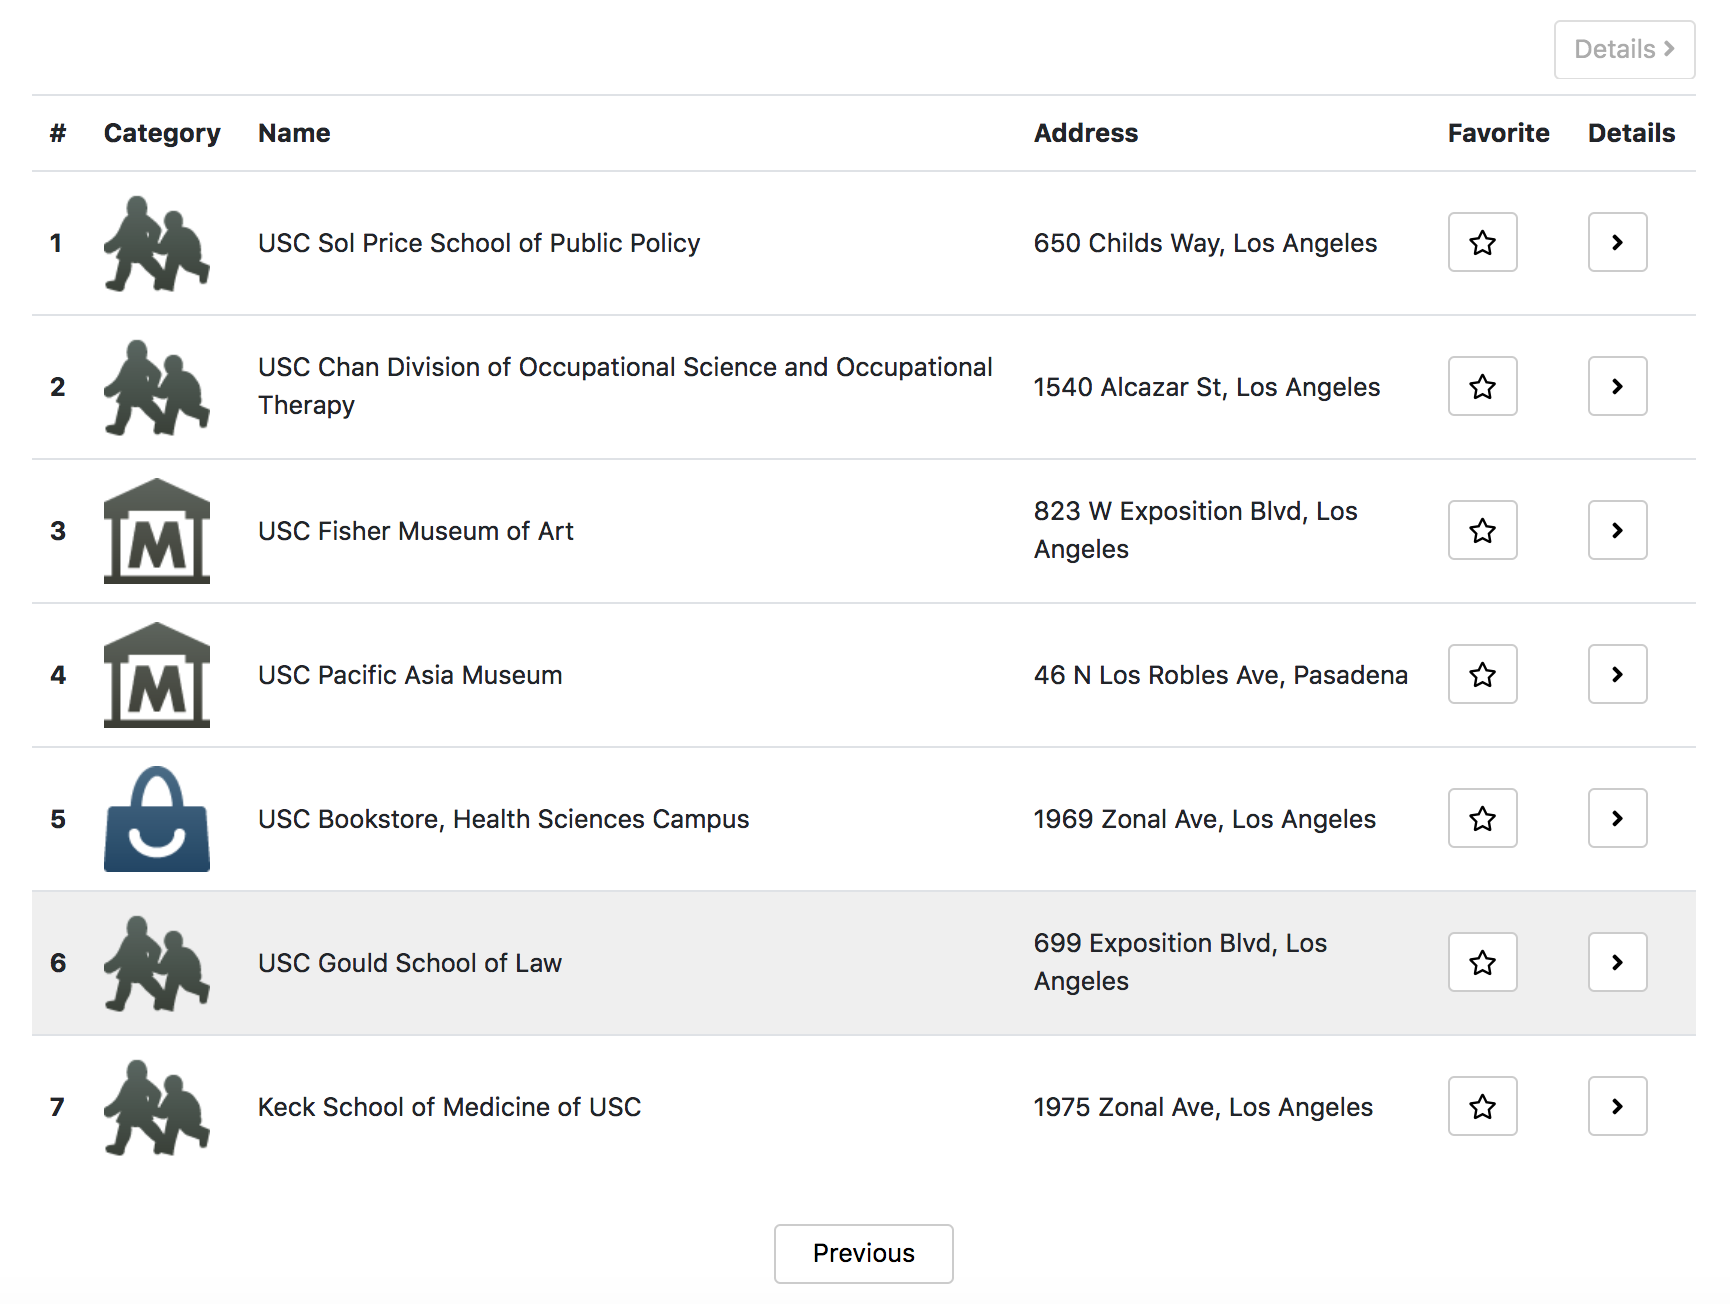 Details
# Category Name Address Favorite Details
1 USC Sol Price School of Public Policy 650 Childs Way, Los Angeles
2 USC Chan Division of Occupational Science and Occupational
Therapy
1540 Alcazar St, Los Angeles
3 M USC Fisher Museum of Art
823 W Exposition Blvd, Los
Angeles
4 M USC Pacific Asia Museum 46 N Los Robles Ave, Pasadena
5 USC Bookstore, Health Sciences Campus 1969 Zonal Ave, Los Angeles
6 USC Gould School of Law
699 Exposition Blvd, Los
Angeles
7 Keck School of Medicine of USC 1975 Zonal Ave, Los Angeles
Previous